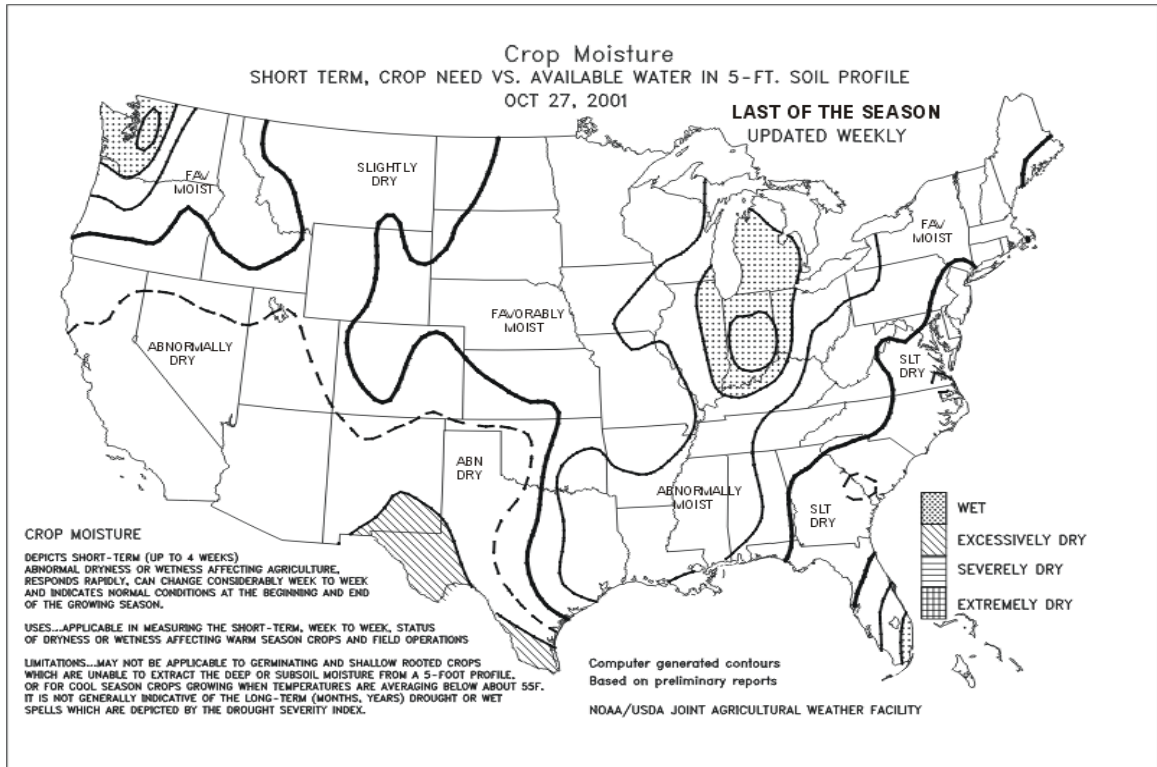 Crop Moisture
SHORT TERM, CROP NEED VS. AVAILABLE WATER IN 5-FT. SOIL PROFILE
OCT 27, 2001
LAST OF THE SEASON
UPDATED WEEKLY
SLIGHTLY
DRY
FAV
MOIST
FAV
MOIST
FAVORABLY
MOIST
ABNORMALLY
DRY
SLT
DRY
ABN
DRY
ABNORMALLY
MOIST
SLT
DRY
WET
EXCESSIVELY DRY
SEVERELY DRY
EXTREMELY DRY
CROP MOISTURE
DEPICTS SHORT-TERM (UP TO 4 WEEKS)
ABNORMAL DRYNESS OR WETNESS AFFECTING AGRICULTURE,
RESPONDS RAPIDLY, CAN CHANGE CONSIDERABLY WEEK TO WEEK
AND INDICATES NORMAL CONDITIONS AT THE BEGINNING AND END
OF THE GROWING SEASON.
USES...APPLICABLE IN MEASURING THE SHORT-TERM, WEEK TO WEEK, STATUS
OF DRYNESS OR WETNESS AFFECTING WARM SEASON CROPS AND FIELD OPERATIONS
LIMITATIONS...MAY NOT BE APPLICABLE TO GERMINATING AND SHALLOW ROOTED CROPS
WHICH ARE UNABLE TO EXTRACT THE DEEP OR SUBSOIL MOISTURE FROM A 5-FOOT PROFILE,
OR FOR COOL SEASON CROPS GROWING WHEN TEMPERATURES ARE AVERAGING BELOW ABOUT 55F.
IT IS NOT GENERALLY INDICATIVE OF THE LONG-TERM (MONTHS, YEARS) DROUGHT OR WET
SPELLS WHICH ARE DEPICTED BY THE DROUGHT SEVERITY INDEX.
Computer generated contours
Based on preliminary reports
NOAA/USDA JOINT AGRICULTURAL WEATHER FACILITY